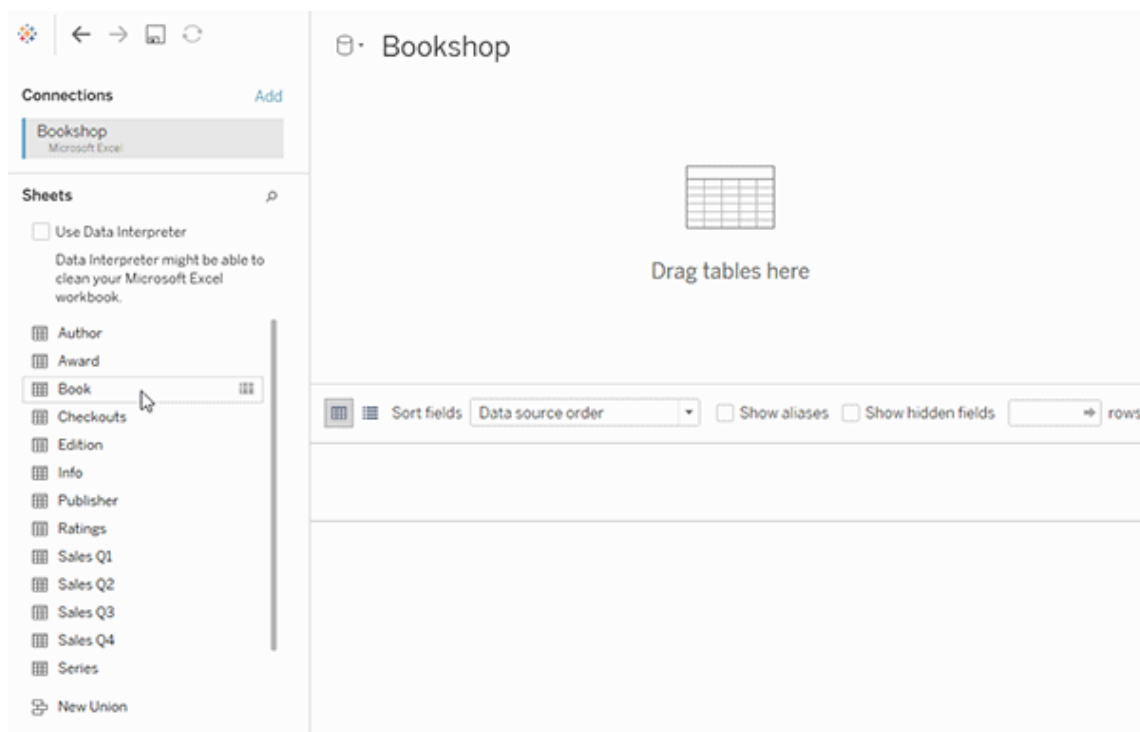 Bookshop
Connections
Add
Bookshop
Microsoft Excel
Sheets
Use Data Interpreter
Data Interpreter might be able to
clean your Microsoft Excel
workbook.
Author
Award
Book
Checkouts
Edition
Info
Publisher
Ratings
Sales Q1
Sales Q2
Sales Q3
Sales Q4
Series
New Union
Drag tables here
Sort fields Data source order Show aliases Show hidden fields rows